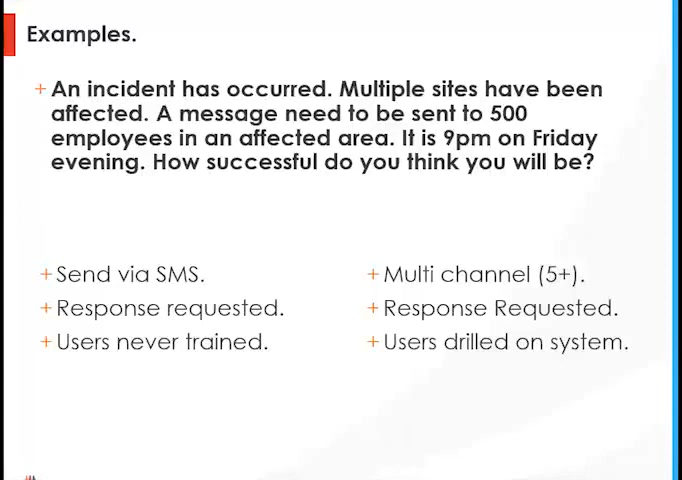 Examples.
+ An incident has occurred. Multiple sites have been
affected. A message need to be sent to 500
employees in an affected area. It is 9pm on Friday
evening. How successful do you think you will be?
+ Send via SMS.
+ Response requested.
+ Users never trained.
+ Multi channel (5+).
+ Response Requested.
+ Users drilled on system.